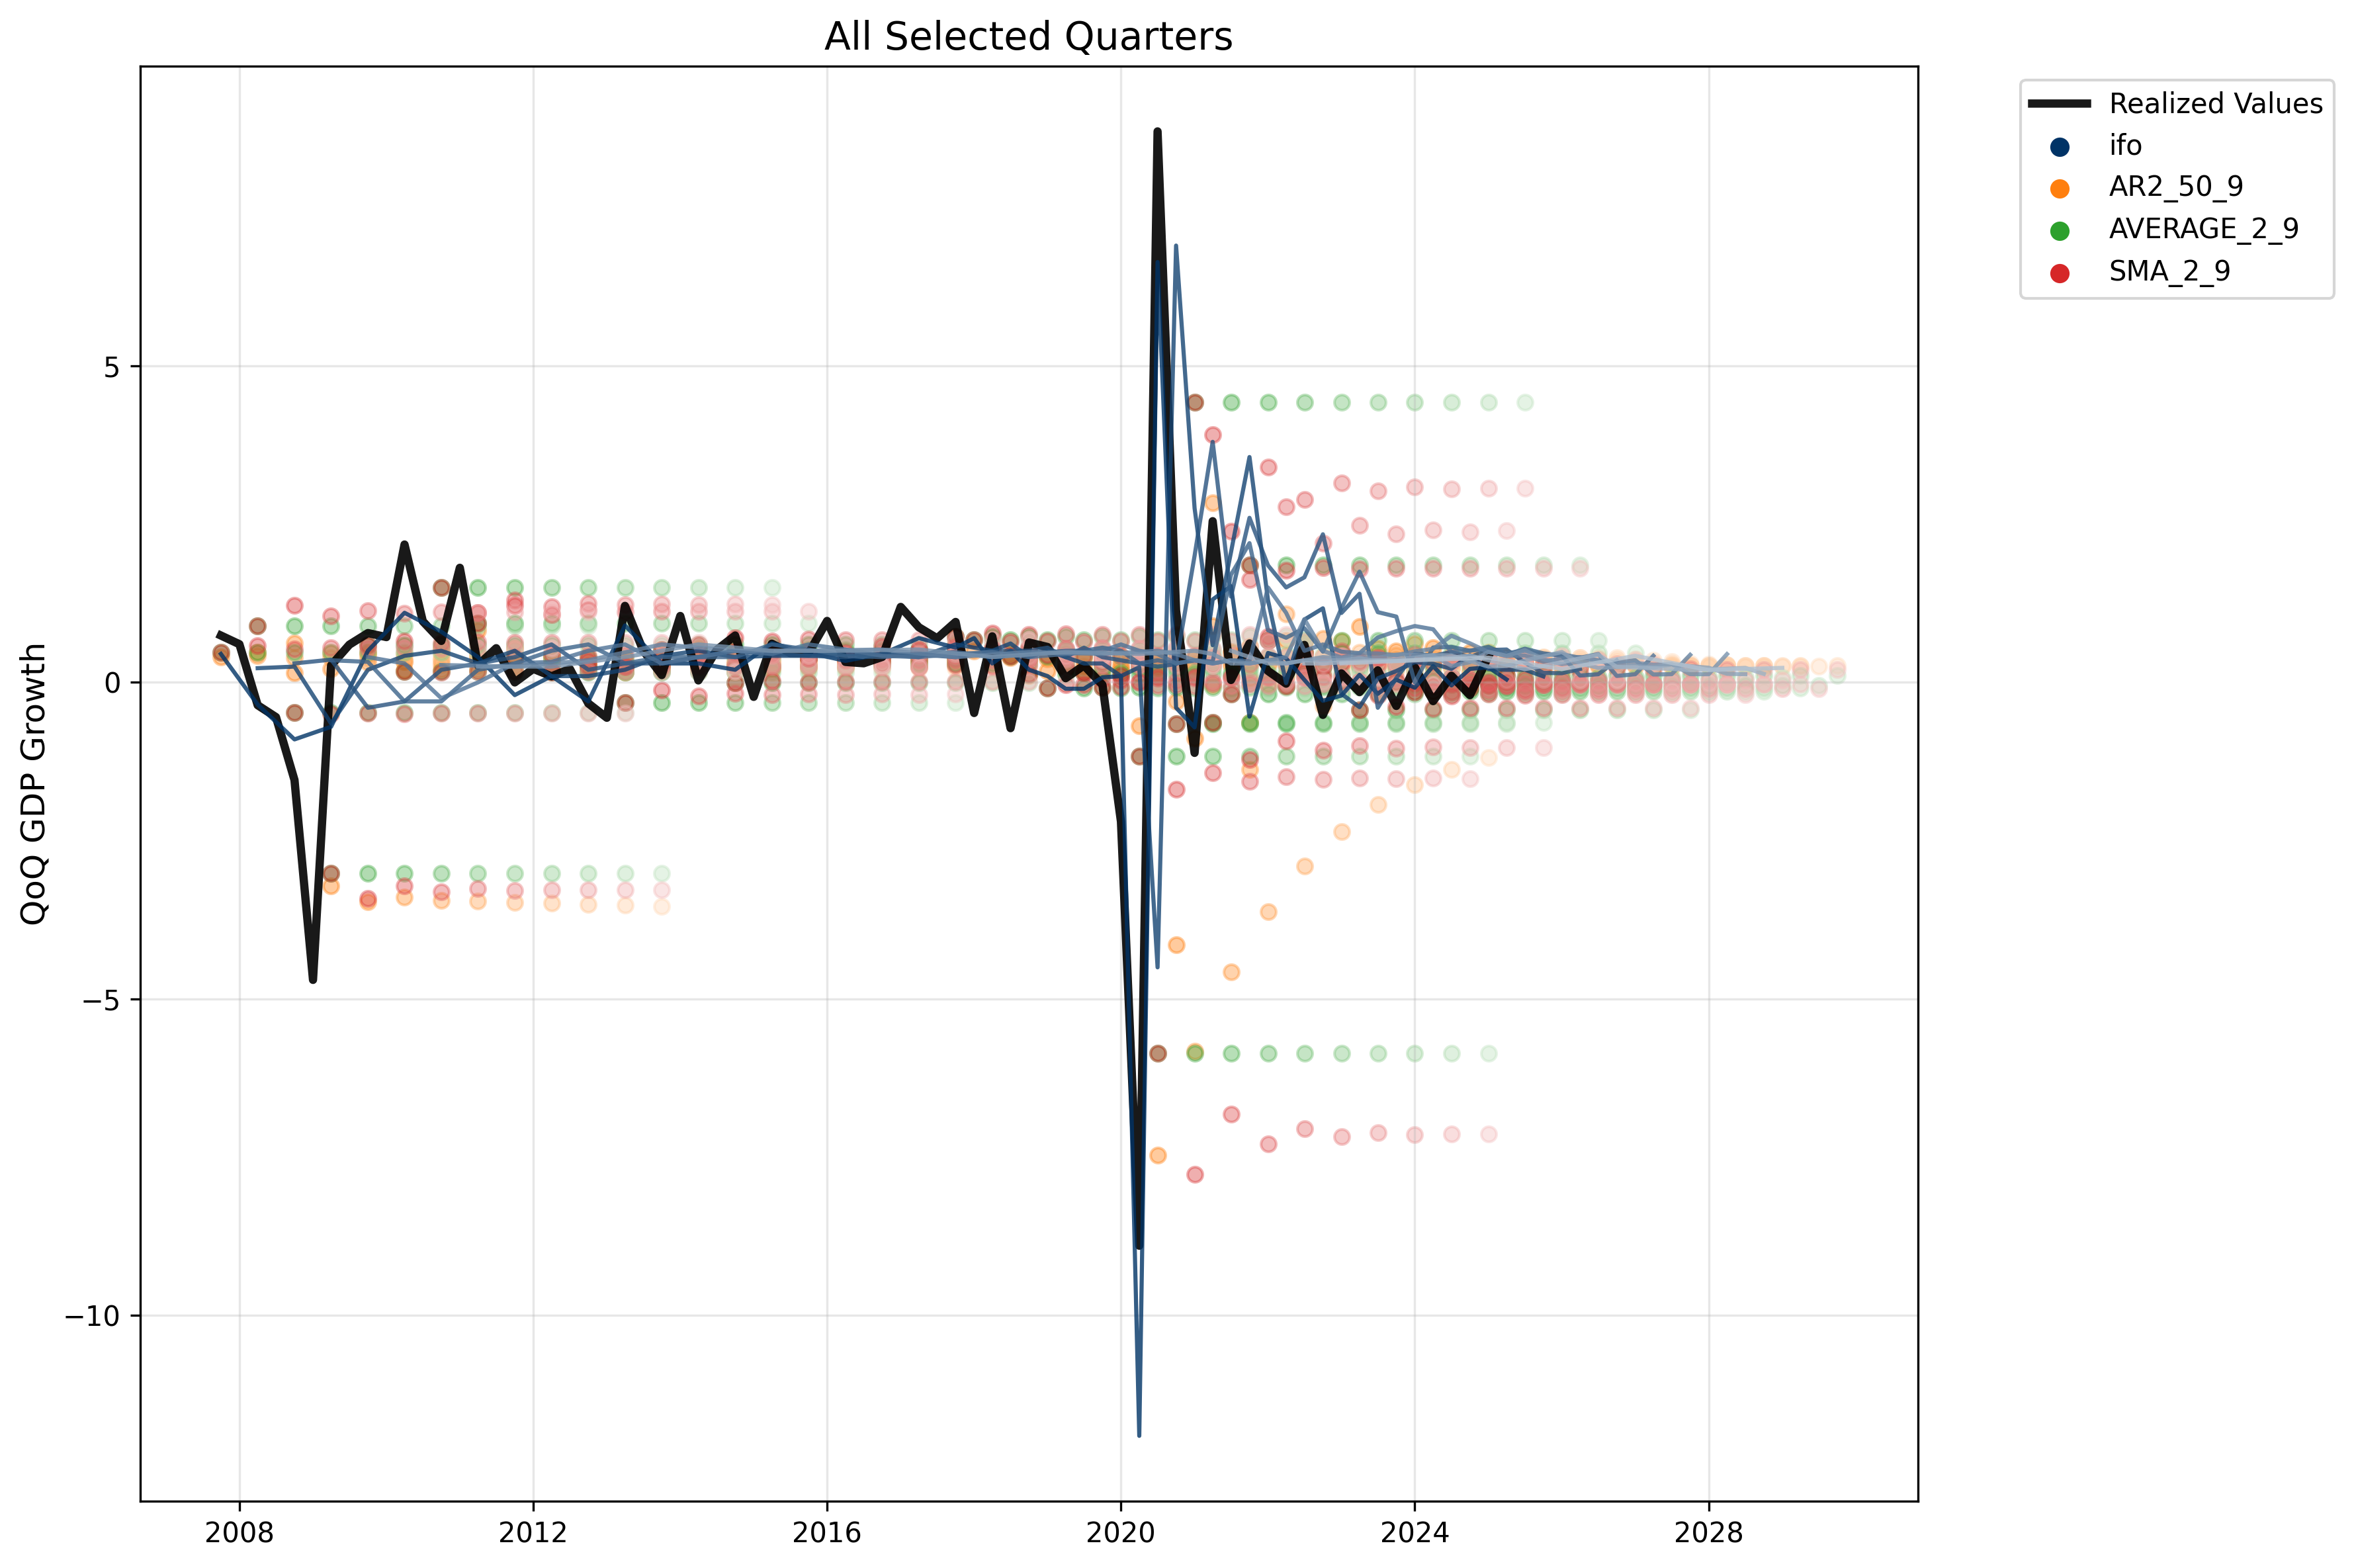 All Selected Quarters
Realized Values
ifo
AR2_50_9
AVERAGE_2_9
SMA_2_9
QoQ GDP Growth
5
0
−5
−10
2008
2012
2016
2020
2024
2028